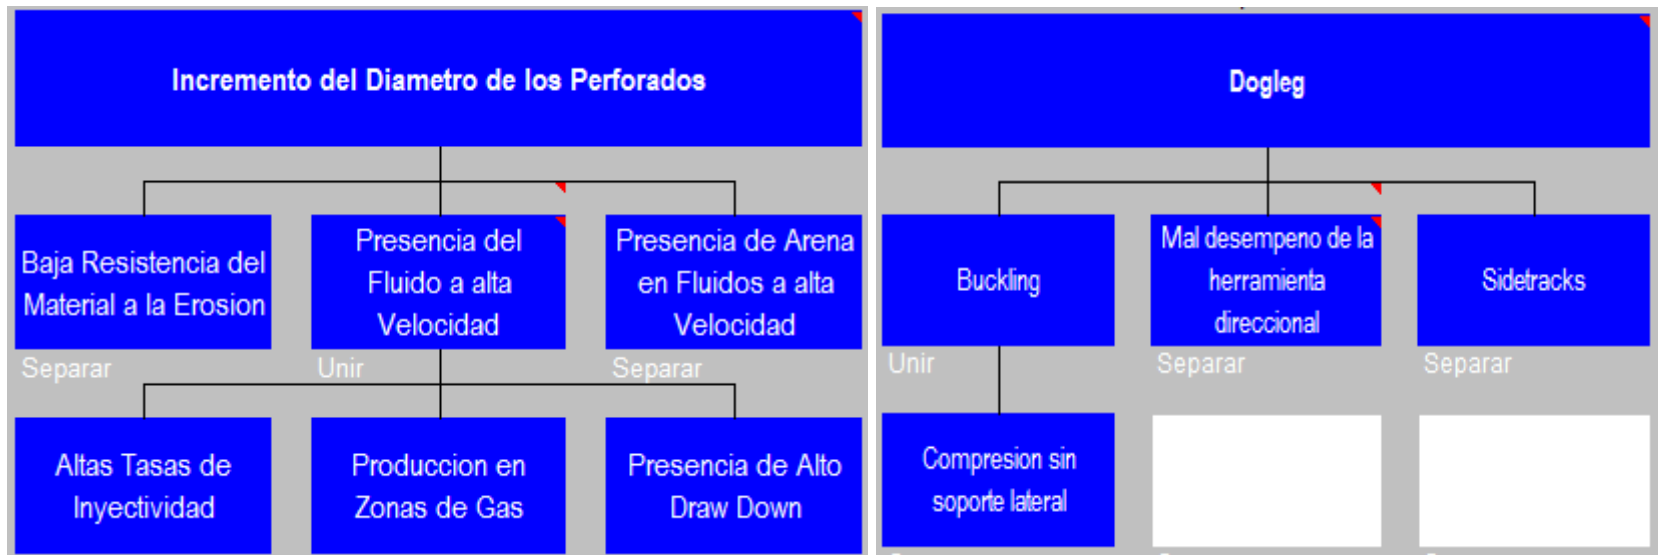 Incremento del Diametro de los Perforados
Baja Resistencia del
Material a la Erosion
Separar
Presencia del
Fluido a alta
Velocidad
Unir
Presencia de Arena
en Fluidos a alta
Velocidad
Separar
Altas Tasas de
Inyectividad
Produccion en
Zonas de Gas
Presencia de Alto
Draw Down
Dogleg
Buckling
Unir
Mal desempeno de la
herramienta
direccional
Separar
Sidetracks
Separar
Compresion sin
soporte lateral